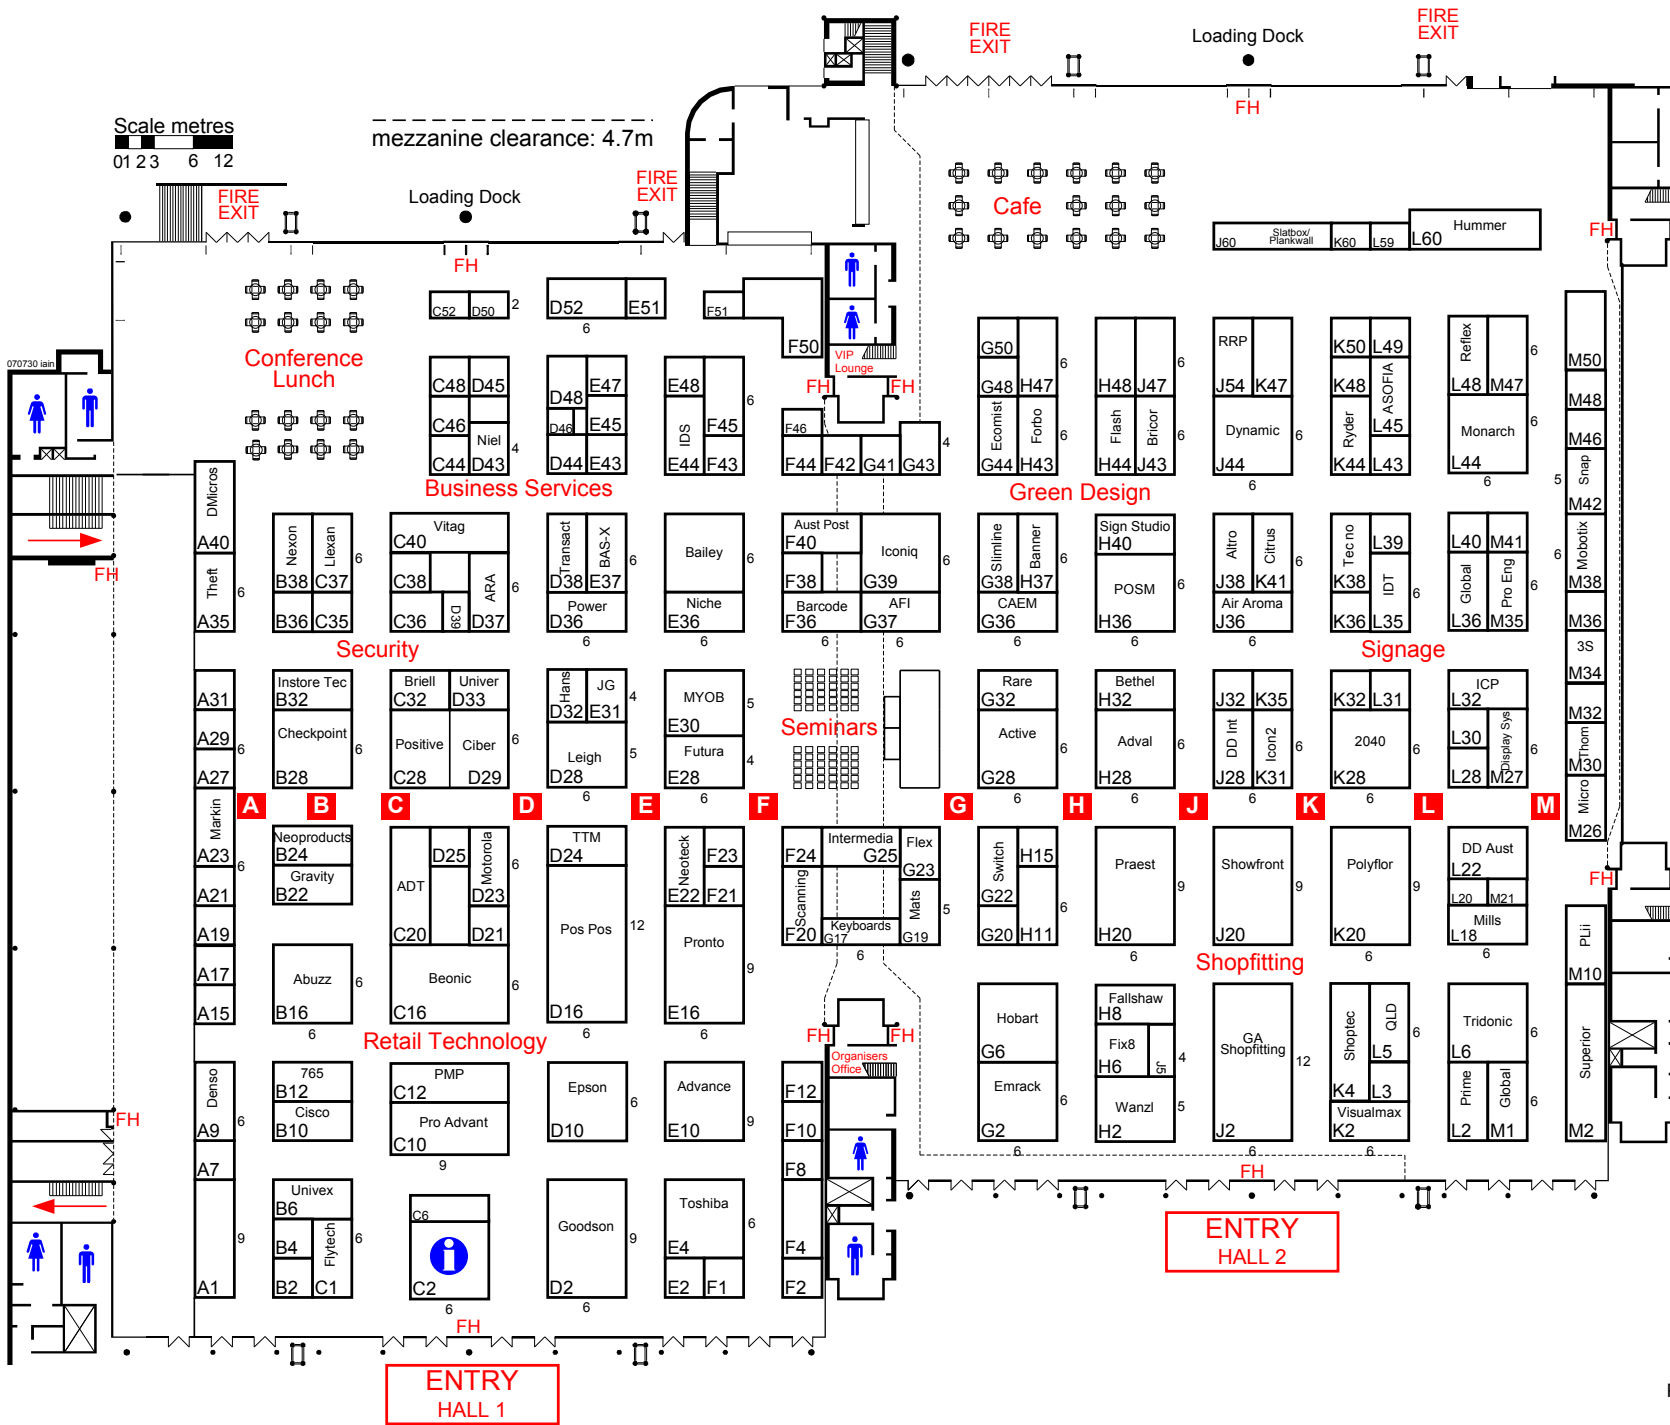 FIRE
EXIT
Loading Dock
FIRE
EXIT
FH
Scale metres
01 2 3 6 12
mezzanine clearance: 4.7m
FIRE
EXIT
Loading Dock
FIRE
EXIT
FH
Cafe
J60 Slatbox/
Plankwall
K60 L59 L60 Hummer
FH
C52 D50 2
D52 E51
6
F51 F50
VIP
Lounge
FH FH
Conference
Lunch
070730 iain
C48 D45
C46
Niel
C44 D43 4
D48 E47
D46 E45
D44 E43
E48
IDS
F45
E44 F43
6
F46
F44 F42 G41 G43
4
G50
G48 H47 6
Ecomist Forbo
G44 H43 6
H48 J47 6
Flash Bricor
H44 J43 6
RRP
J54 K47
Dynamic
J44 6
6
K50 L49
K48 ASOFIA
L45
Ryder
K44 L43
Reflex
L48 M47 6
Monarch
L44 6
6
M50
M48
M46
Snap
M42
5
Business Services
Green Design
DMicros
A40
Theft
A35
6
Nexon Llexan
B38 C37 6
B36 C35
Vitag
C40
C38
ARA
C36 D39 D37
6
Transact BAS-X
D38 E37 6
Power
D36
6
Bailey
6
Niche
E36
6
Aust Post
F40
Iconiq
F38 G39 6
Barcode AFI
F36 G37
6
Slimline Banner
G38 H37
CAEM
G36
6
6
Sign Studio
H40
POSM
H36 6
Altro Citrus
J38 K41 6
Air Aroma
J36
6
Tec no
L39
K38 IDT
K36 L35
6
L40 M41
Global Pro Eng
L36 M35
6
Mobotix
M38
M36
3S
M34
6
FH
Security
Seminars
Signage
A31
A29
A27
6
Instore Tec
B32
Checkpoint
B28
6
Briell Univer
C32 D33
Positive Ciber
C28 D29
6
Hans JG
D32 E31 4
Leigh
D28 5
6
MYOB
E30 5
Futura
E28 4
6
Rare
G32
Active
G28 6
6
Bethel
H32
Adval
H28 6
6
J32 K35
DD Int Icon2
J28 K31
6
6
K32 L31
2040
K28 6
6
ICP
L32
L30 Display Sys
L28 M27
6
M32
Thom
M30
Micro
M26
A B C D E F G H J K L M
Markin
A23
A21
A19
A17
A15
6
Neoproducts
B24
Gravity
B22
Abuzz
B16 6
6
ADT
D25 Motorola
D23
C20 D21
6
Beonic
C16 6
TTM
D24
Pos Pos
12
D16
6
Neoteck
F23
E22 F21
Pronto
9
E16
6
F24 Intermedia
G25
Flex
G23
Scanning
F20
Keyboards
G17
Mats
G19
5
6
Switch
H15
G22
G20 H11
6
Praest
9
H20
6
Showfront
9
J20
Polyflor
9
K20
6
DD Aust
L22
L20 M21
Mills
L18
6
FH
PLii
M10
Superior
M2
Shopfitting
Retail Technology
Hobart
G6
Emrack
G2
6
6
Fallshaw
H8
Fix8
H6 J5
4
Wanzl
H2 5
6
GA
Shopfitting
12
J2
6
Shoptec QLD
L5
K4 L3
Visualmax
K2
6
6
Tridonic
L6 6
Prime Global
L2 M1
6
FH FH
Organisers
Office
Denso
A9
A7
A1
6
9
FH
765
B12
Cisco
B10
PMP
C12
Pro Advant
C10
9
Epson
D10 6
Advance
E10 9
F12
F10
F8
F4
F2
Univex
B6
B4 Flytech
B2 C1
6
C6
i
C2
6
Goodson
D2 9
6
Toshiba
E4 6
E2 F1
FH
FH
ENTRY
HALL 2
ENTRY
HALL 1